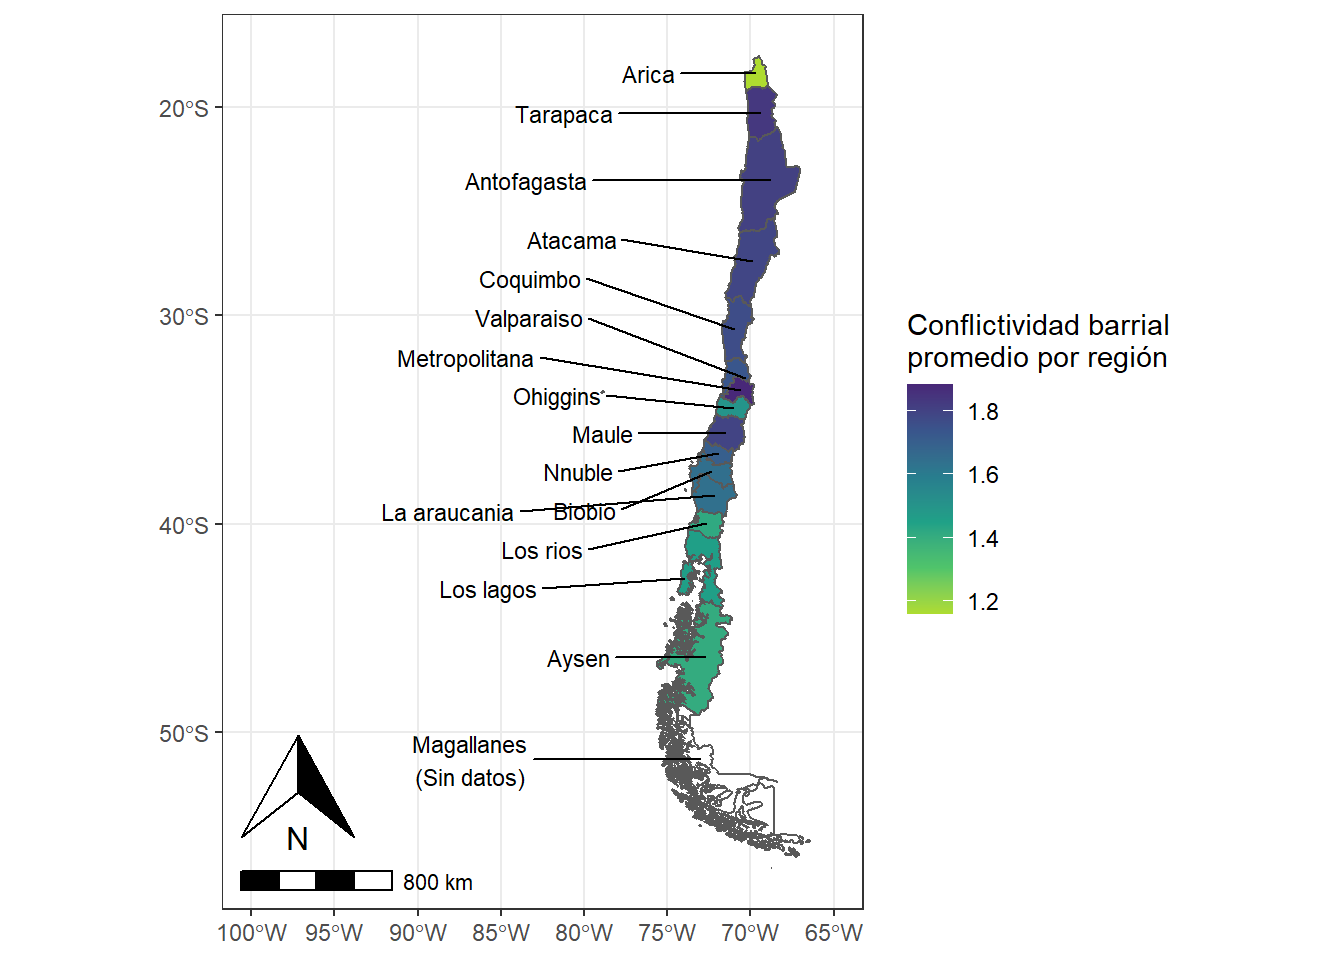 Arica
20°S
Tarapaca
Antofagasta
Atacama
Coquimbo
30°S
Valparaiso
Metropolitana
Ohiggins
Maule
Nnuble
La araucania
Biobio
40°S
Los rios
Los lagos
Aysen
50°S
Magallanes
(Sin datos)
N
800 km
100°W 95°W 90°W 85°W 80°W 75°W 70°W 65°W
Conflictividad barrial
promedio por región
1.8
1.6
1.4
1.2